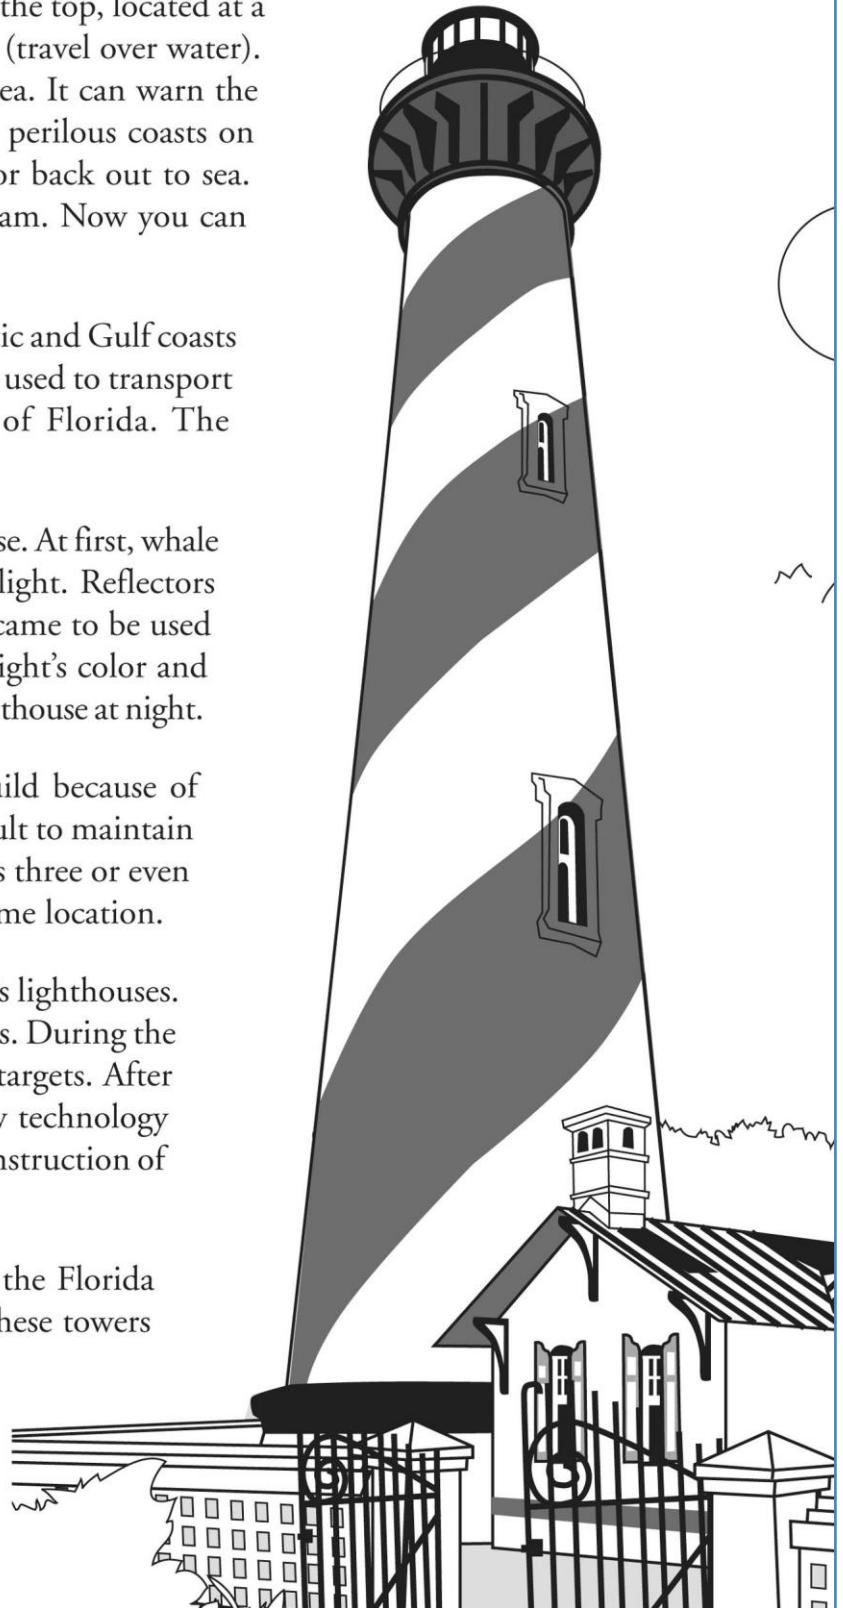 the top, located at a
(travel over water).
ea. It can warn the
perilous coasts on
or back out to sea.
am. Now you can
ic and Gulf coasts
used to transport
of Florida. The
se. At first, whale
light. Reflectors
came to be used
ight's color and
thouse at night.
ild because of
ult to maintain
s three or even
me location.
s lighthouses.
s. During the
targets. After
technology
nstruction of
the Florida
hese towers